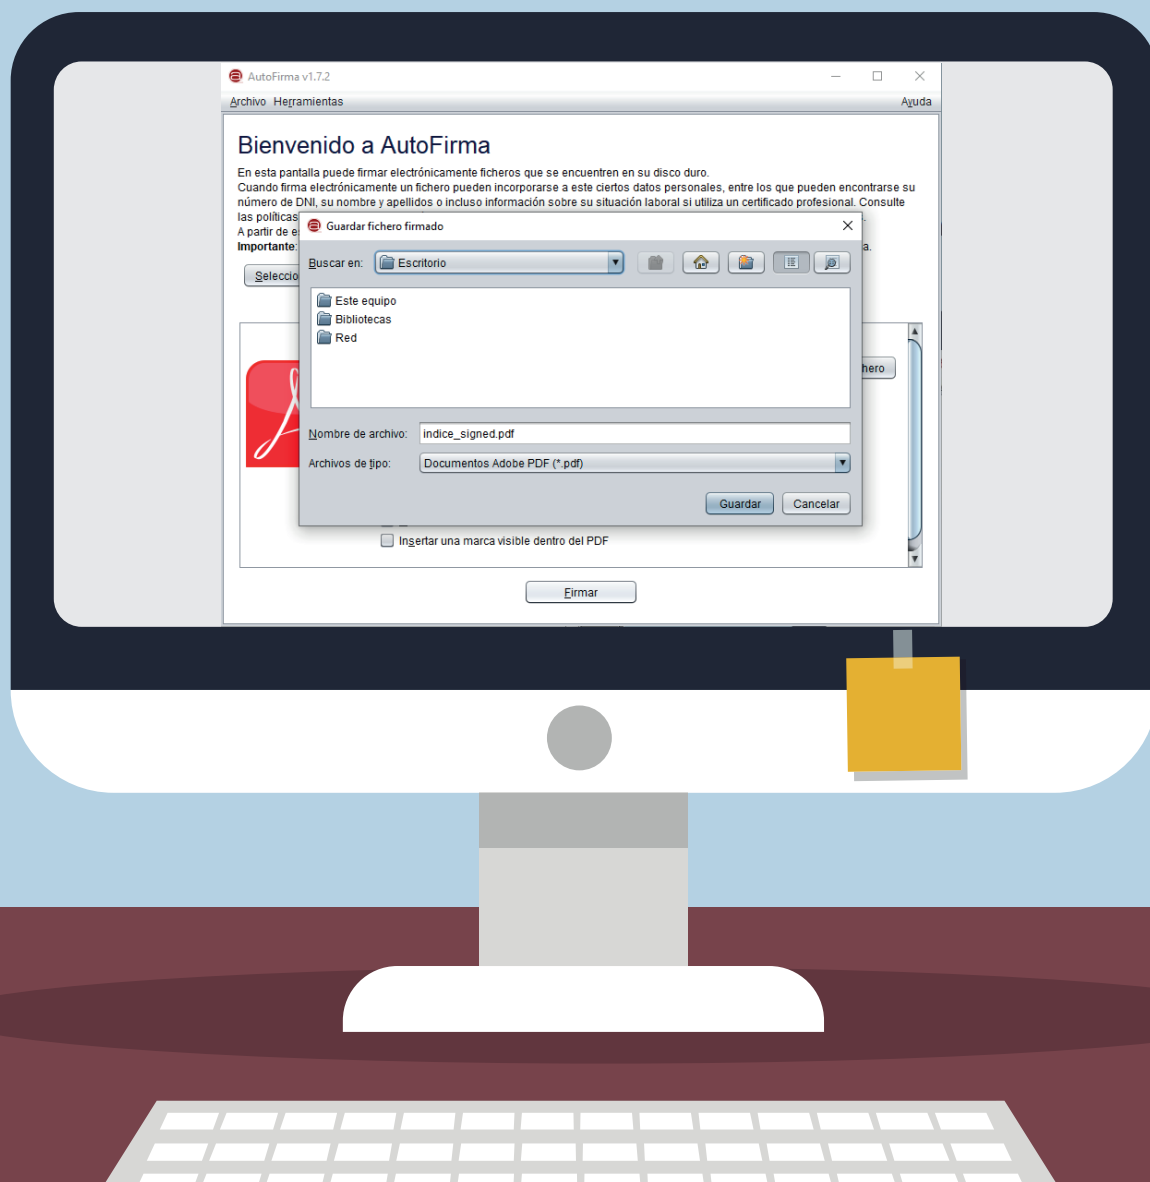 AutoFirma v1.7.2
Archivo Herramientas Ayuda
Bienvenido a AutoFirma
En esta pantalla puede firmar electrónicamente ficheros que se encuentren en su disco duro.
Cuando firma electrónicamente un fichero pueden incorporarse a este ciertos datos personales, entre los que pueden encontrarse su
número de DNI, su nombre y apellidos o incluso información sobre su situación laboral si utiliza un certificado profesional. Consulte
las políticas
A partir de
Importante: a.
Guardar fichero firmado
Buscar en: Escritorio
Seleccio
Este equipo
Bibliotecas
Red
hero
Nombre de archivo: indice_signed.pdf
Archivos de tipo: Documentos Adobe PDF (*.pdf)
Guardar Cancelar
Insertar una marca visible dentro del PDF
Firmar